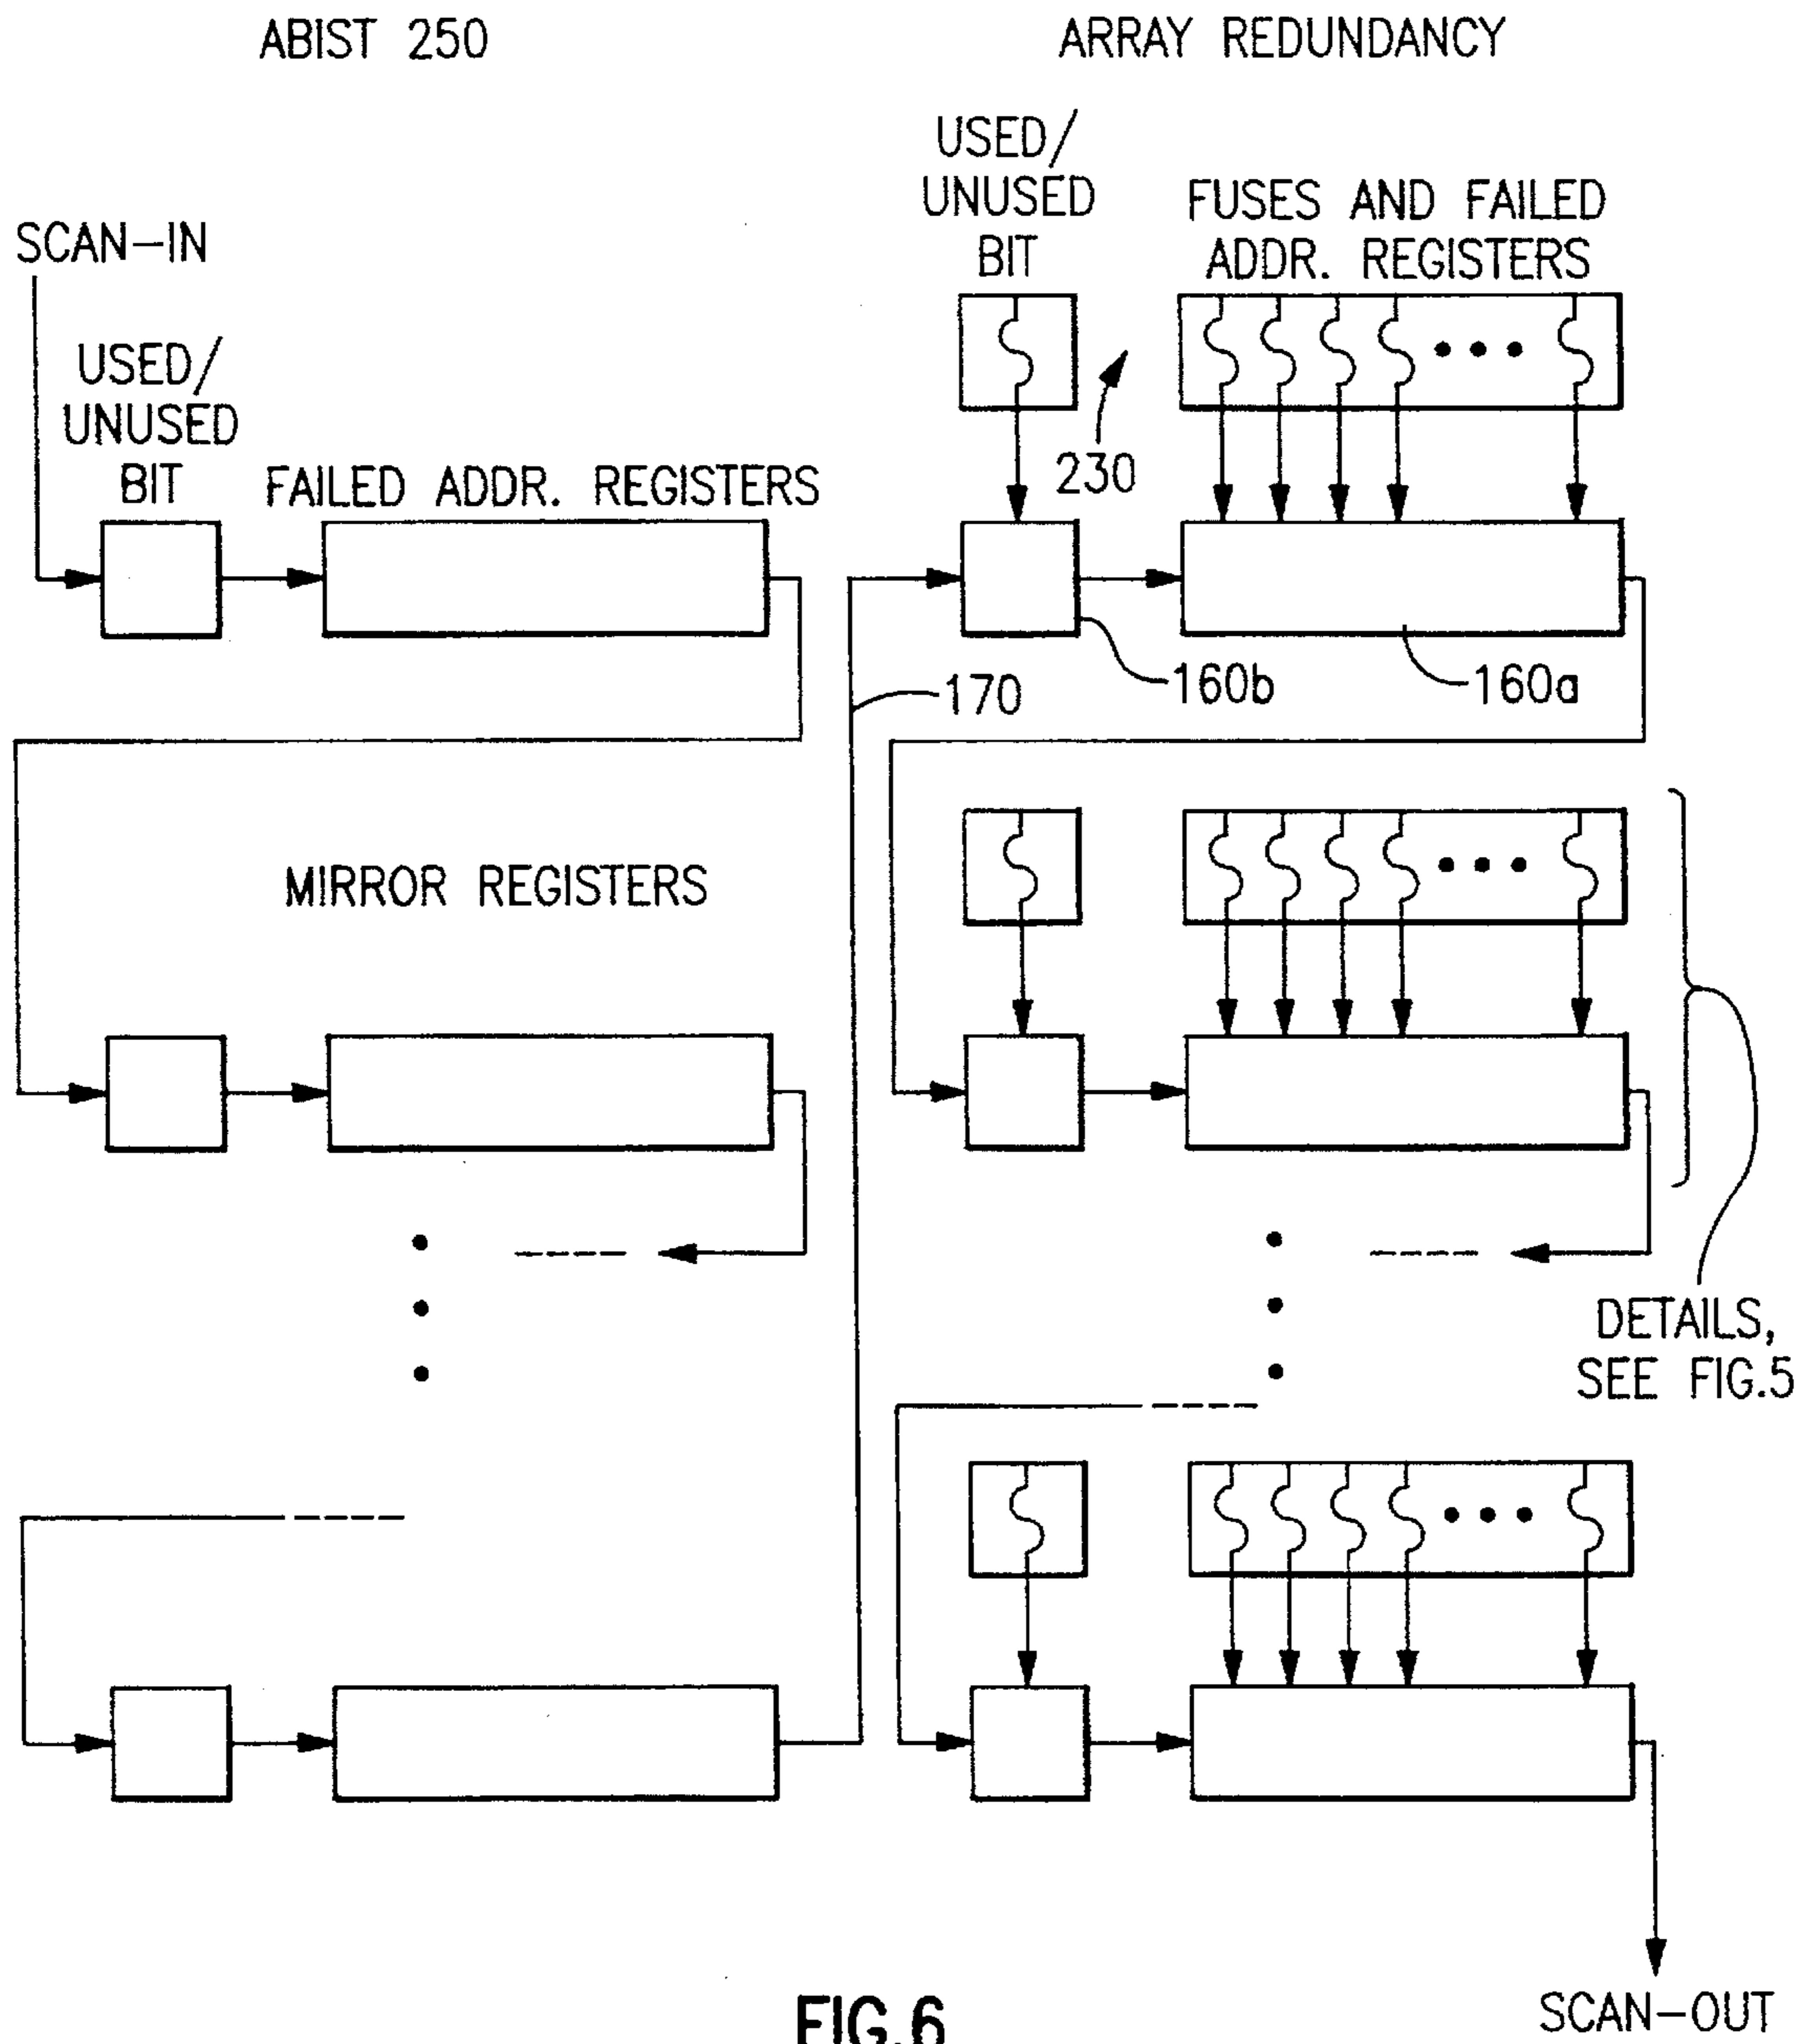 ABIST 250
ARRAY REDUNDANCY
USED/
UNUSED
BIT
FUSES AND FAILED
ADDR. REGISTERS
SCAN-IN
USED/
UNUSED
BIT
FAILED ADDR. REGISTERS
230
160b
160a
170
MIRROR REGISTERS
DETAILS,
SEE FIG.5
SCAN-OUT
FIG.6